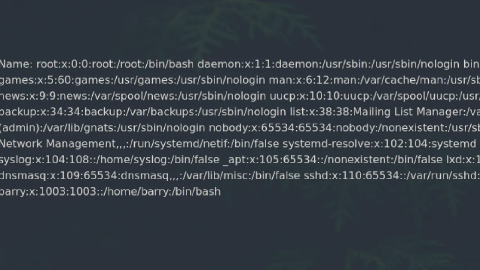 Name: root:x:0:0:root:/root:/bin/bash daemon:x:1:1:daemon:/usr/sbin:/usr/sbin/nologin bin
games:x:5:60:games:/usr/games:/usr/sbin/nologin man:x:6:12:man:/var/cache/man:/usr/sb
news:x:9:9:news:/var/spool/news:/usr/sbin/nologin uucp:x:10:10:uucp:/var/spool/uucp:/usr/
backup:x:34:34:backup:/var/backups:/usr/sbin/nologin list:x:38:38:Mailing List Manager:/va
(admin):/var/lib/gnats:/usr/sbin/nologin nobody:x:65534:65534:nobody:/nonexistent:/usr/sb
Network Management,,,:/run/systemd/netif:/bin/false systemd-resolve:x:102:104:systemd
syslog:x:104:108::/home/syslog:/bin/false _apt:x:105:65534::/nonexistent:/bin/false lxd:x:1
dnsmasq:x:109:65534:dnsmasq,,,:/var/lib/misc:/bin/false sshd:x:110:65534::/var/run/sshd:
barry:x:1003:1003::/home/barry:/bin/bash